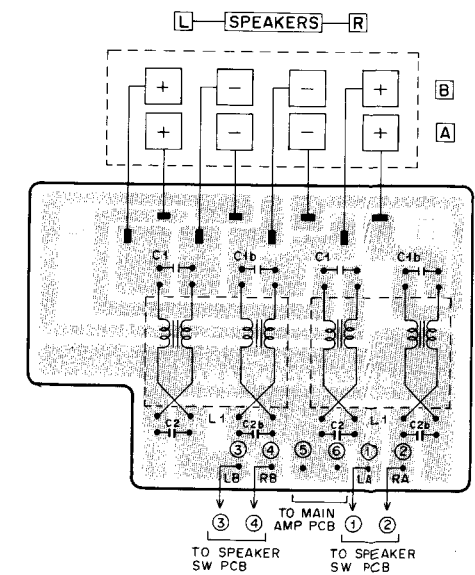 L SPEAKERS R
+ − − + B
+ − − + A
C1 C1b C1 C1b
L1 L1
C2 C2b C2 C2b
③ ④ ⑤ ⑥ ① ②
LB RB LA RA
TO MAIN
AMP PCB
③ ④ ① ②
TO SPEAKER TO SPEAKER
SW PCB SW PCB